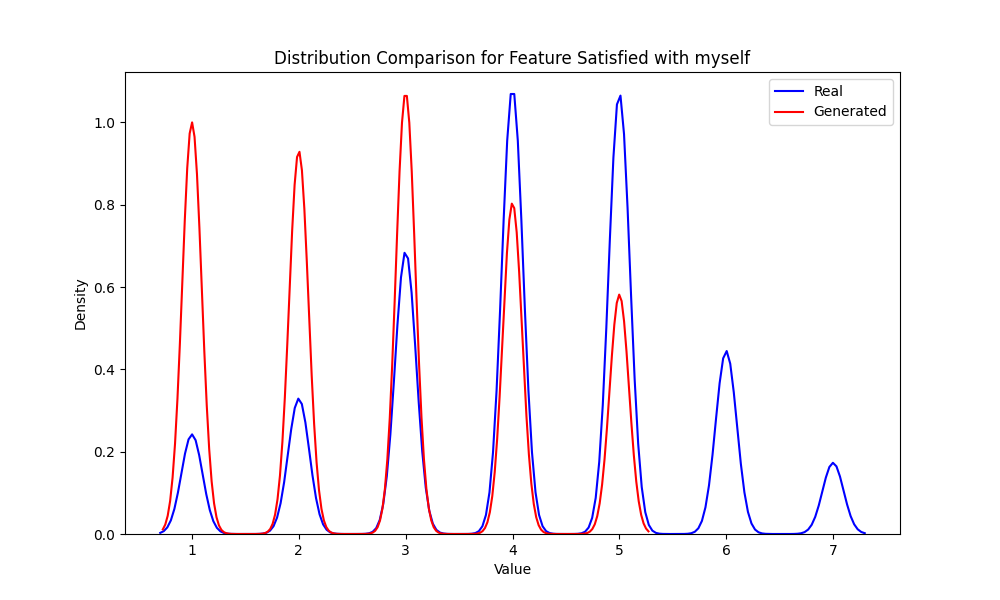 Distribution Comparison for Feature Satisfied with myself
Real
Generated
Density
1.0
0.8
0.6
0.4
0.2
0.0
1 2 3 4 5 6 7
Value